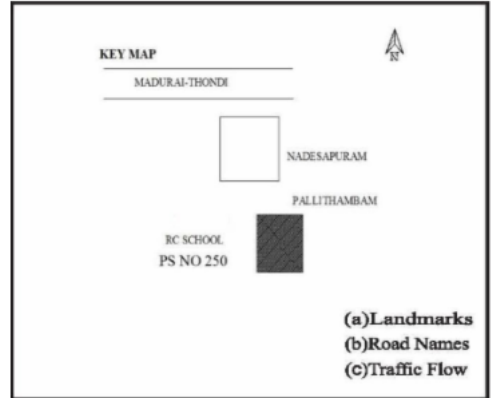 N
KEY MAP
MADURAI-THONDI
NADESAPURAM
PALLITHAMBAM
RC SCHOOL
PS NO 250
(a)Landmarks
(b)Road Names
(c)Traffic Flow